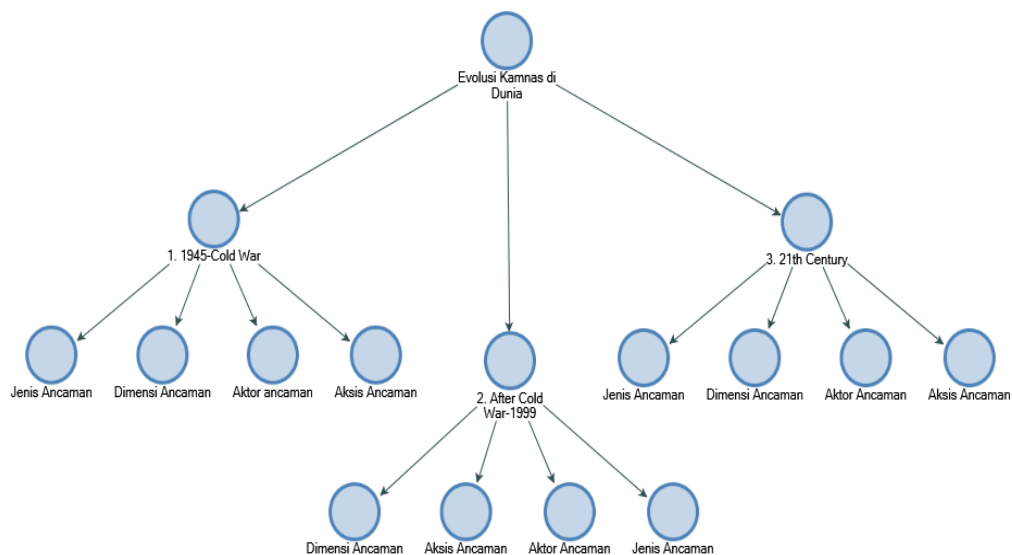 Evolusi Kamnas di
Dunia
1. 1945-Cold War
3. 21th Century
Jenis Ancaman
Dimensi Ancaman
Aktor ancaman
Aksis Ancaman
2. After Cold
War-1999
Jenis Ancaman
Dimensi Ancaman
Aktor Ancaman
Aksis Ancaman
Dimensi Ancaman
Aksis Ancaman
Aktor Ancaman
Jenis Ancaman